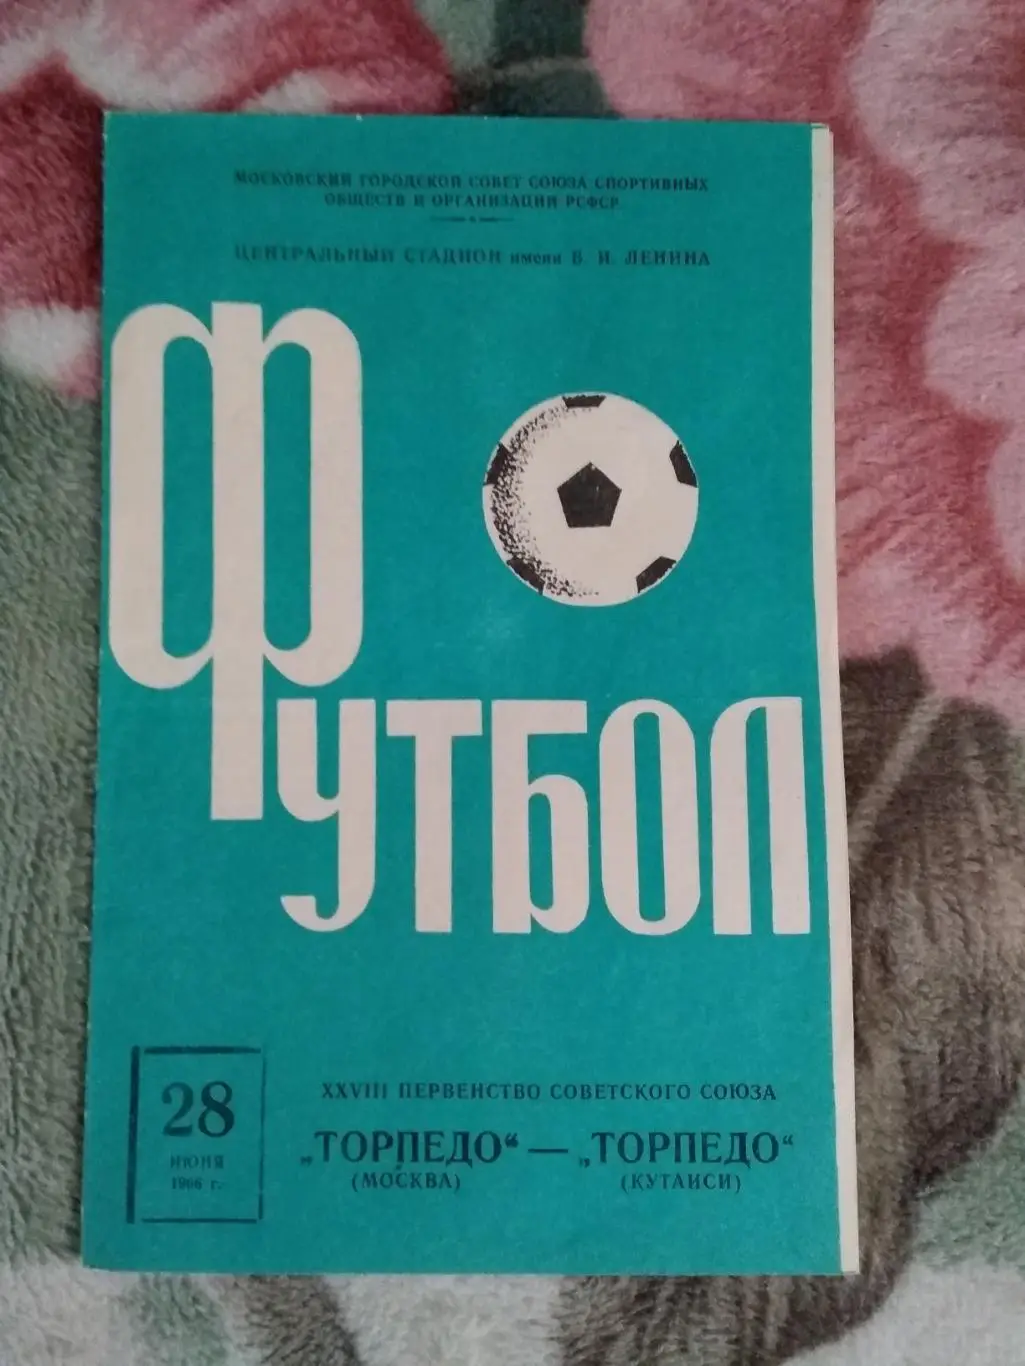 МОСКОВСКИЙ ГОРОДСКОЙ СОВЕТ СОЮЗА СПОРТИВНЫХ
ОБЩЕСТВ И ОРГАНИЗАЦИЙ РСФСР
ЦЕНТРАЛЬНЫЙ СТАДИОН имени В. И. ЛЕНИНА
ФУТБОЛ
28
ИЮНЯ
1966 г.
XXVIII ПЕРВЕНСТВО СОВЕТСКОГО СОЮЗА
„ТОРПЕДО“ — „ТОРПЕДО“
(МОСКВА) (КУТАИСИ)